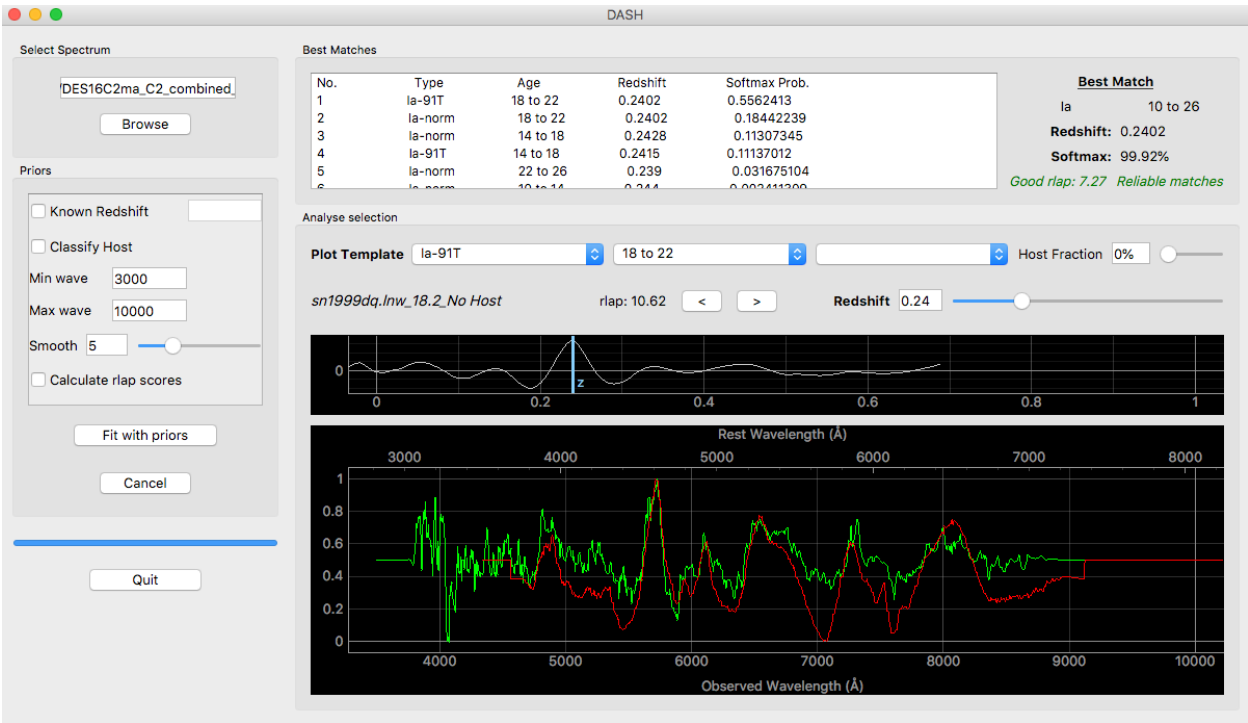 DASH
Select Spectrum
'DES16C2ma_C2_combined_
Browse
Priors
Known Redshift
Classify Host
Min wave 3000
Max wave 10000
Smooth 5
Calculate rlap scores
Fit with priors
Cancel
Quit
Best Matches
No. Type Age Redshift Softmax Prob.
1 Ia-91T 18 to 22 0.2402 0.5562413
2 Ia-norm 18 to 22 0.2402 0.18442239
3 Ia-norm 14 to 18 0.2428 0.11307345
4 Ia-91T 14 to 18 0.2415 0.11137012
5 Ia-norm 22 to 26 0.239 0.031675104
6 Ia-norm 10 to 14 0.244
Best Match
Ia 10 to 26
Redshift: 0.2402
Softmax: 99.92%
Good rlap: 7.27 Reliable matches
Analyse selection
Plot Template Ia-91T 18 to 22 Host Fraction 0%
sn1999dq.lnw_18.2_No Host rlap: 10.62 < > Redshift 0.24
0
z
0 0.2 0.4 0.6 0.8 1
Rest Wavelength (Å)
3000 4000 5000 6000 7000 8000
1
0.8
0.6
0.4
0.2
0
4000 5000 6000 7000 8000 9000 10000
Observed Wavelength (Å)